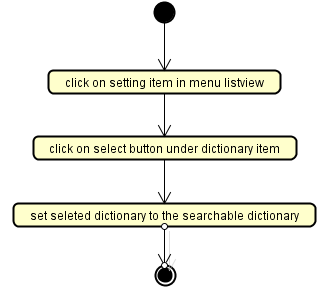 click on setting item in menu listview
click on select button under dictionary item
set seleted dictionary to the searchable dictionary